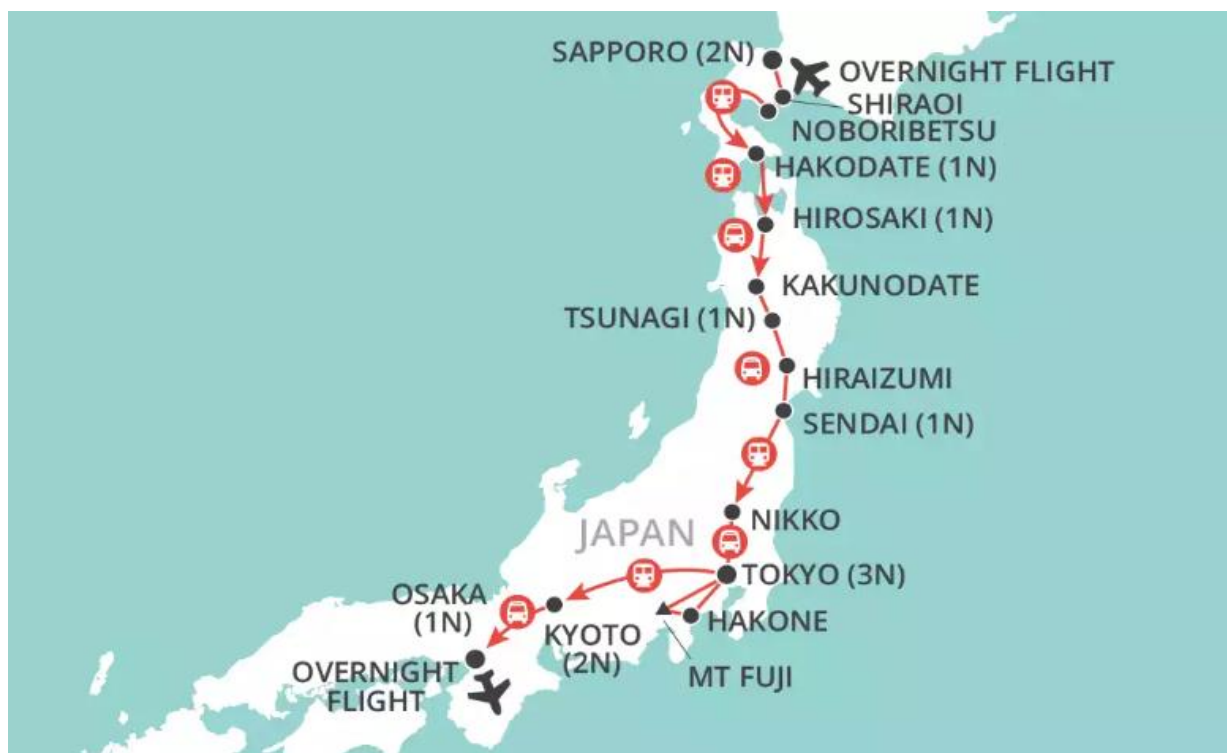 SAPPORO (2N)
OVERNIGHT FLIGHT
SHIRAOI
NOBORIBETSU
HAKODATE (1N)
HIROSAKI (1N)
KAKUNODATE
TSUNAGI (1N)
HIRAIZUMI
SENDAI (1N)
NIKKO
JAPAN
TOKYO (3N)
OSAKA
(1N)
HAKONE
KYOTO
(2N)
MT FUJI
OVERNIGHT
FLIGHT